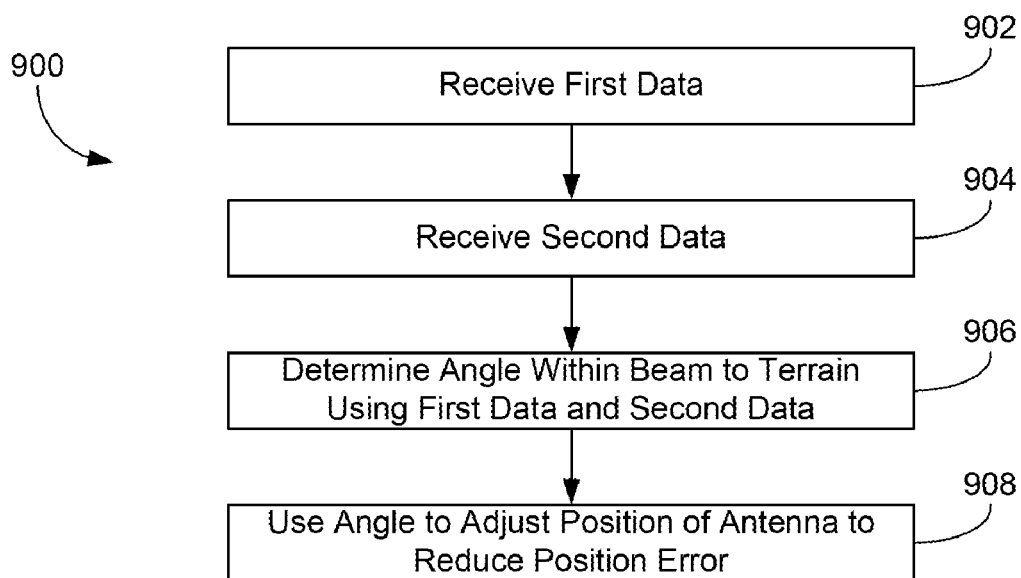 900
902
Receive First Data
904
Receive Second Data
906
Determine Angle Within Beam to Terrain
Using First Data and Second Data
908
Use Angle to Adjust Position of Antenna to
Reduce Position Error